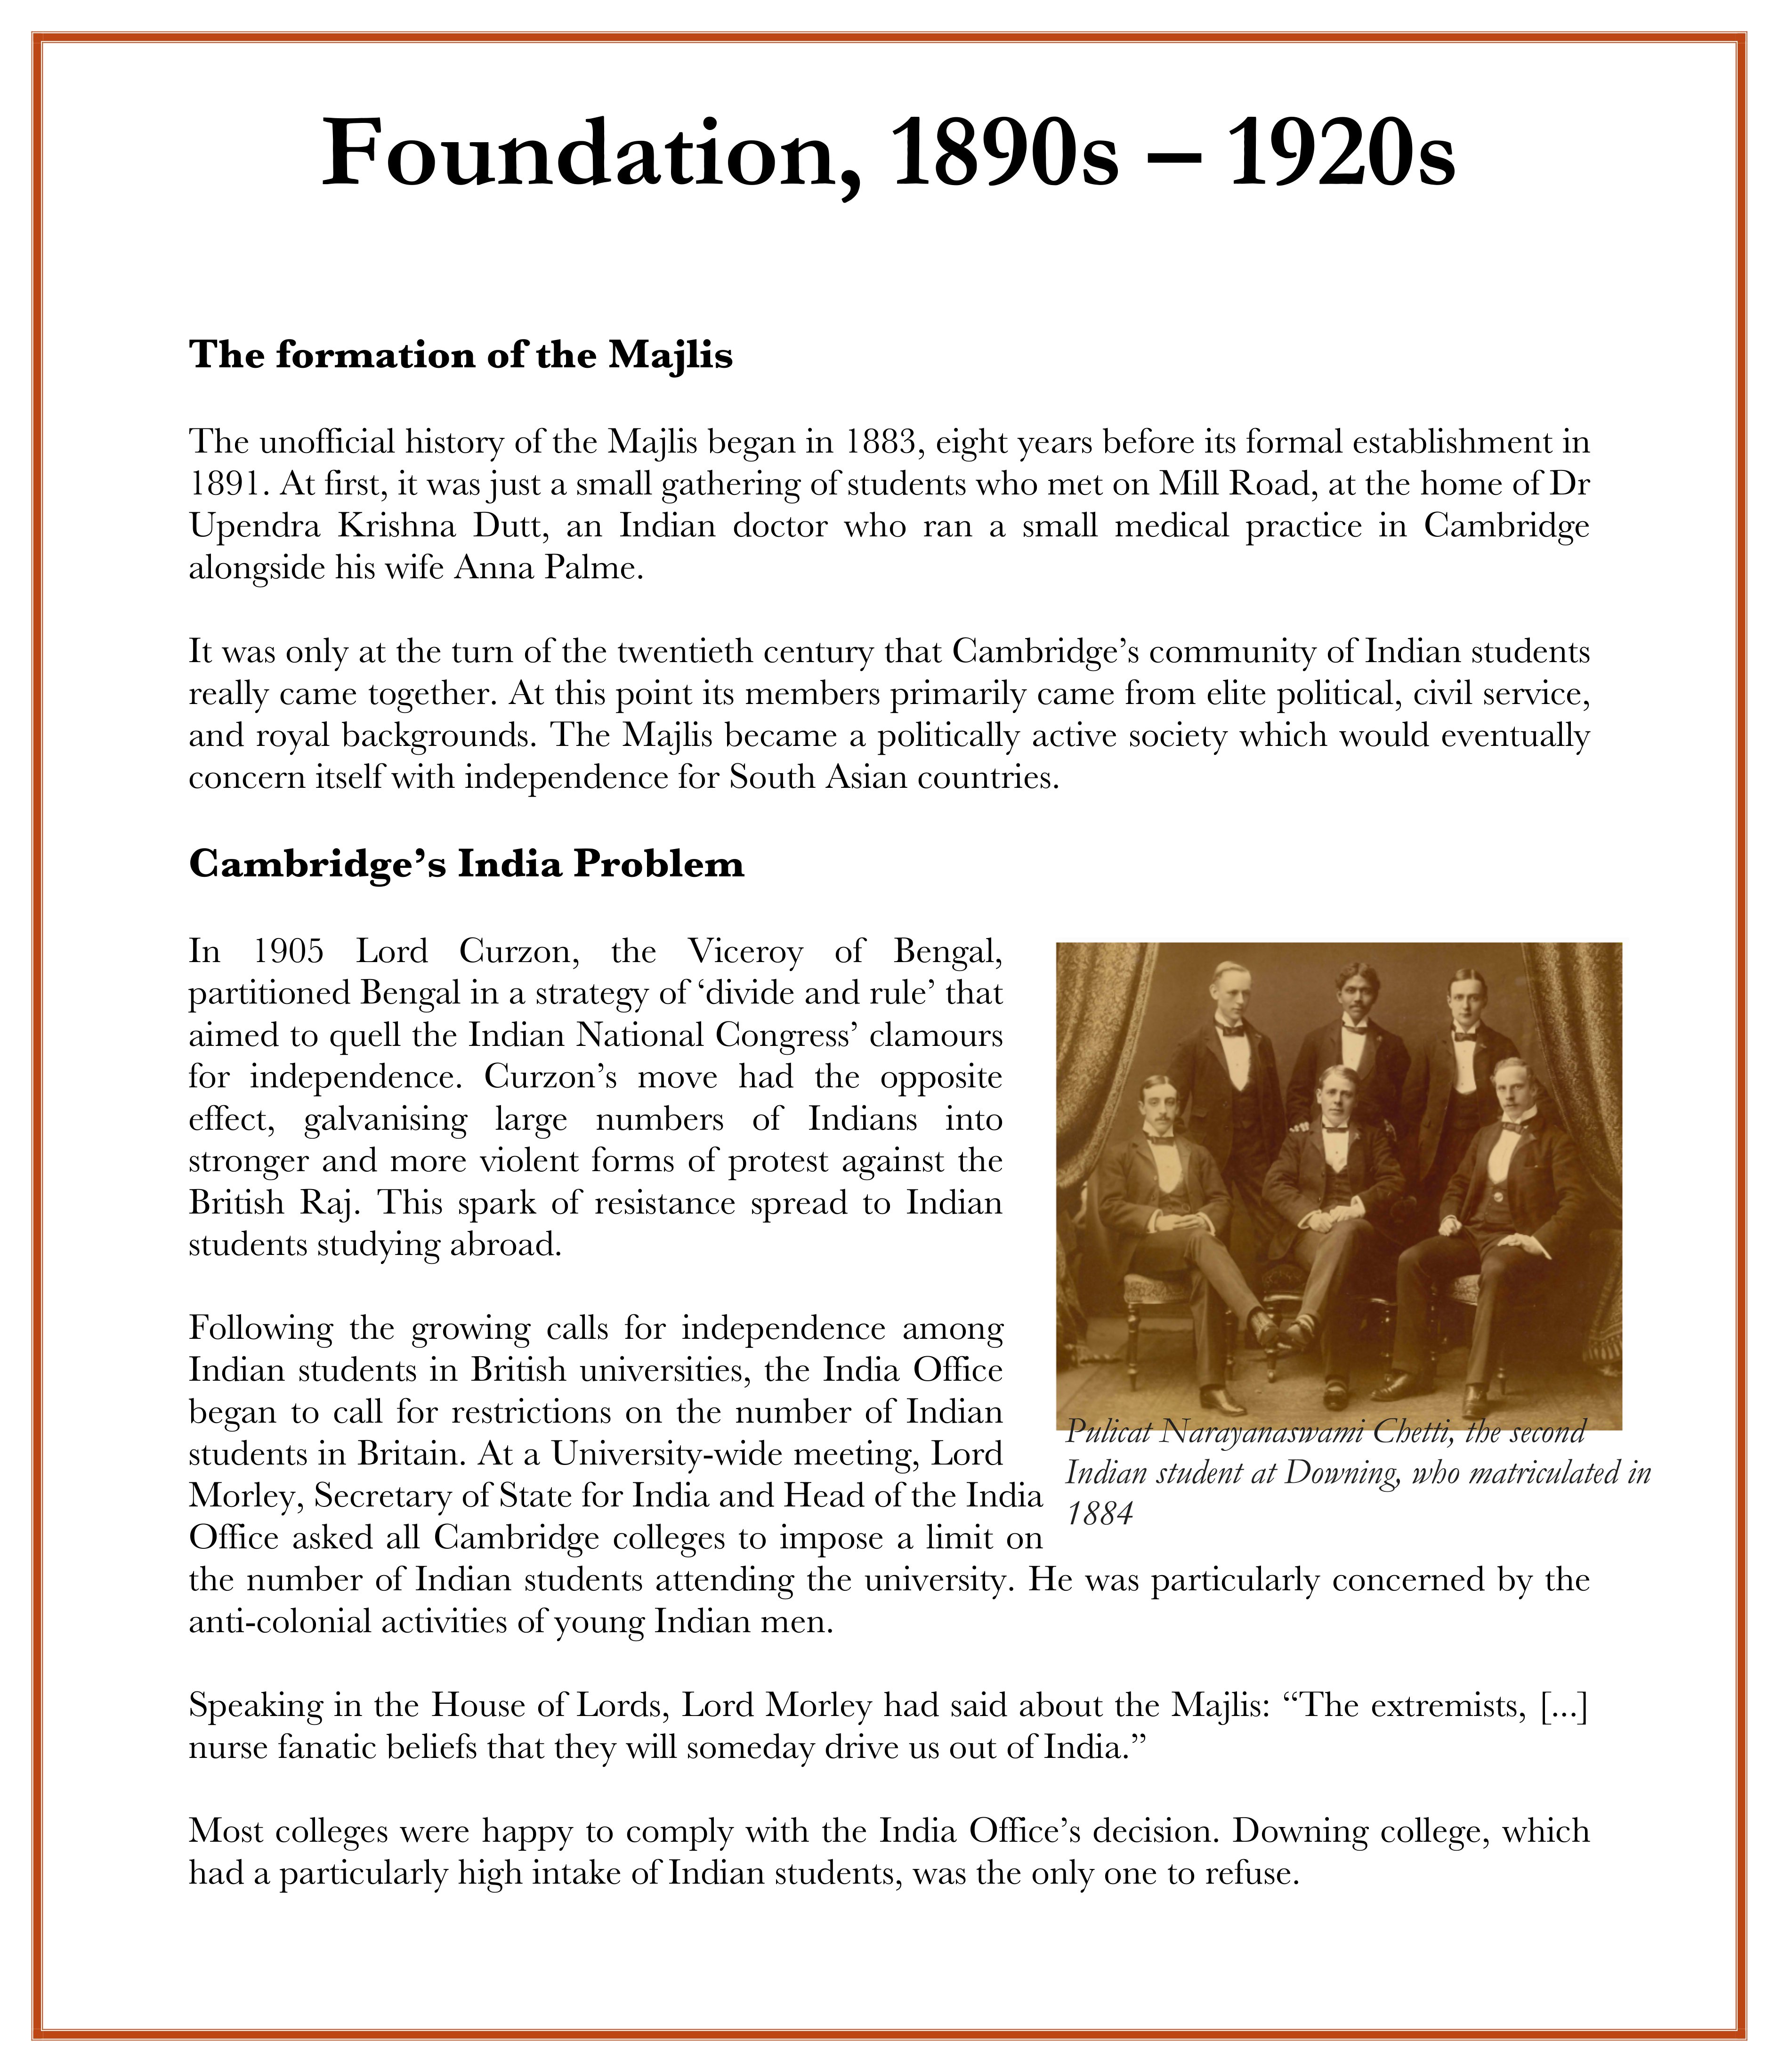 Foundation, 1890s – 1920s
The formation of the Majlis
The unofficial history of the Majlis began in 1883, eight years before its formal establishment in
1891. At first, it was just a small gathering of students who met on Mill Road, at the home of Dr
Upendra Krishna Dutt, an Indian doctor who ran a small medical practice in Cambridge
alongside his wife Anna Palme.
It was only at the turn of the twentieth century that Cambridge’s community of Indian students
really came together. At this point its members primarily came from elite political, civil service,
and royal backgrounds. The Majlis became a politically active society which would eventually
concern itself with independence for South Asian countries.
Cambridge’s India Problem
In 1905 Lord Curzon, the Viceroy of Bengal,
partitioned Bengal in a strategy of ‘divide and rule’ that
aimed to quell the Indian National Congress’ clamours
for independence. Curzon’s move had the opposite
effect, galvanising large numbers of Indians into
stronger and more violent forms of protest against the
British Raj. This spark of resistance spread to Indian
students studying abroad.
Following the growing calls for independence among
Indian students in British universities, the India Office
began to call for restrictions on the number of Indian
students in Britain. At a University-wide meeting, Lord
Morley, Secretary of State for India and Head of the India
Office asked all Cambridge colleges to impose a limit on
the number of Indian students attending the university. He was particularly concerned by the
anti-colonial activities of young Indian men.
Pulicat Narayanaswami Chetti, the second
Indian student at Downing, who matriculated in
1884
Speaking in the House of Lords, Lord Morley had said about the Majlis: “The extremists, [...]
nurse fanatic beliefs that they will someday drive us out of India.”
Most colleges were happy to comply with the India Office’s decision. Downing college, which
had a particularly high intake of Indian students, was the only one to refuse.